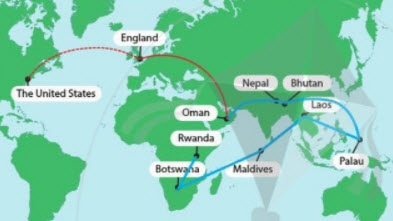 England
The United States
Nepal
Bhutan
Laos
Oman
Rwanda
Botswana
Maldives
Palau